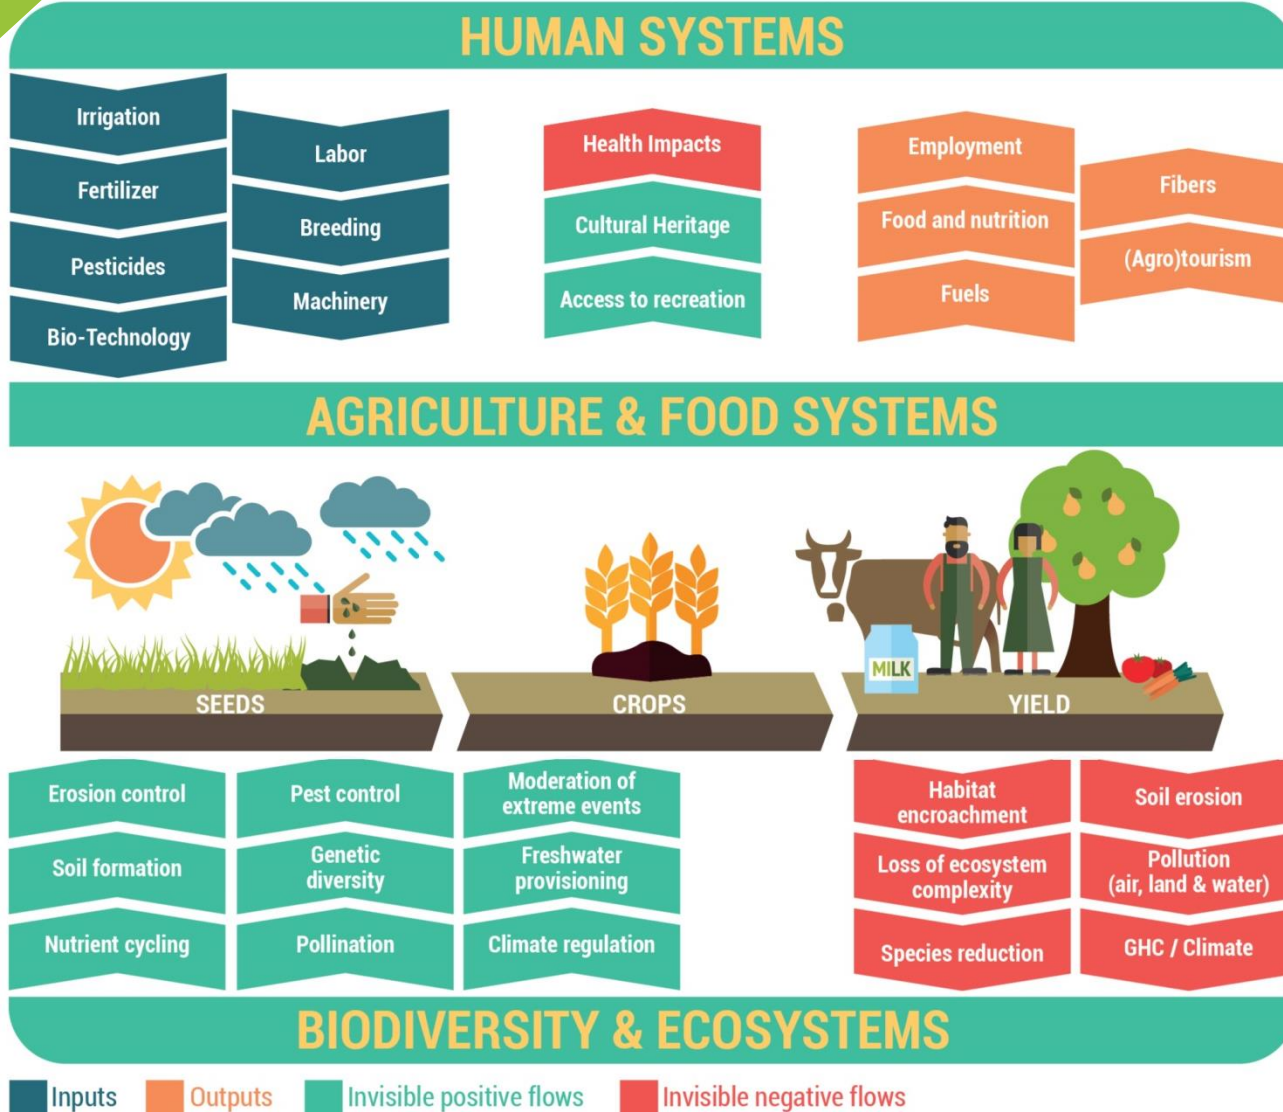 HUMAN SYSTEMS
Irrigation
Fertilizer
Pesticides
Bio-Technology
Labor
Breeding
Machinery
Health Impacts
Cultural Heritage
Access to recreation
Employment
Food and nutrition
Fuels
Fibers
(Agro)tourism
AGRICULTURE & FOOD SYSTEMS
MILK
SEEDS
CROPS
YIELD
Erosion control
Soil formation
Nutrient cycling
Pest control
Genetic
diversity
Pollination
Moderation of
extreme events
Freshwater
provisioning
Climate regulation
Habitat
encroachment
Loss of ecosystem
complexity
Species reduction
Soil erosion
Pollution
(air, land & water)
GHC / Climate
BIODIVERSITY & ECOSYSTEMS
Inputs
Outputs
Invisible positive flows
Invisible negative flows